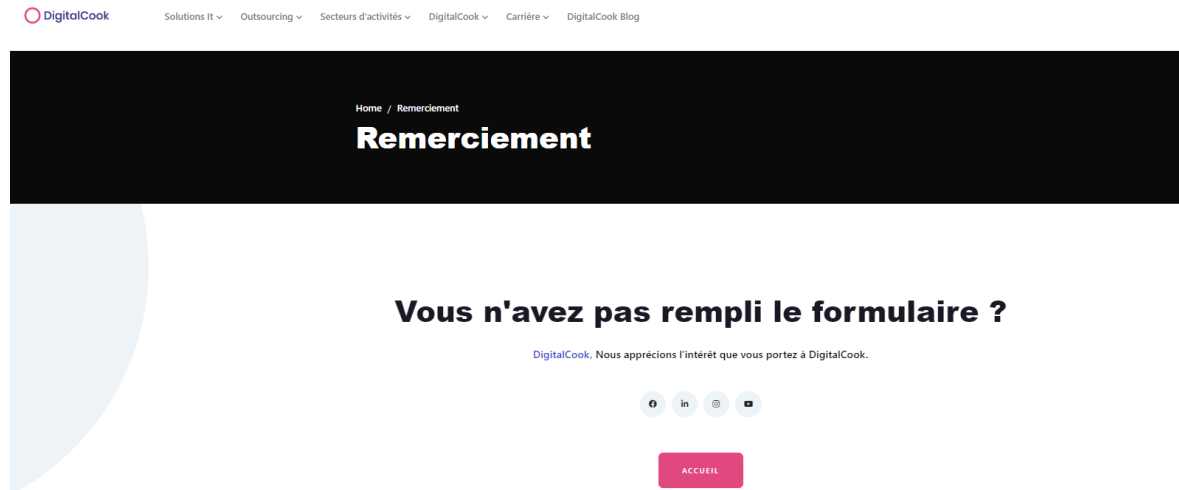 DigitalCook
Solutions It Outsourcing Secteurs d'activités DigitalCook Carrière DigitalCook Blog
Home / Remerciement
Remerciement
Vous n'avez pas rempli le formulaire ?
DigitalCook, Nous apprécions l'intérêt que vous portez à DigitalCook.
ACCUEIL